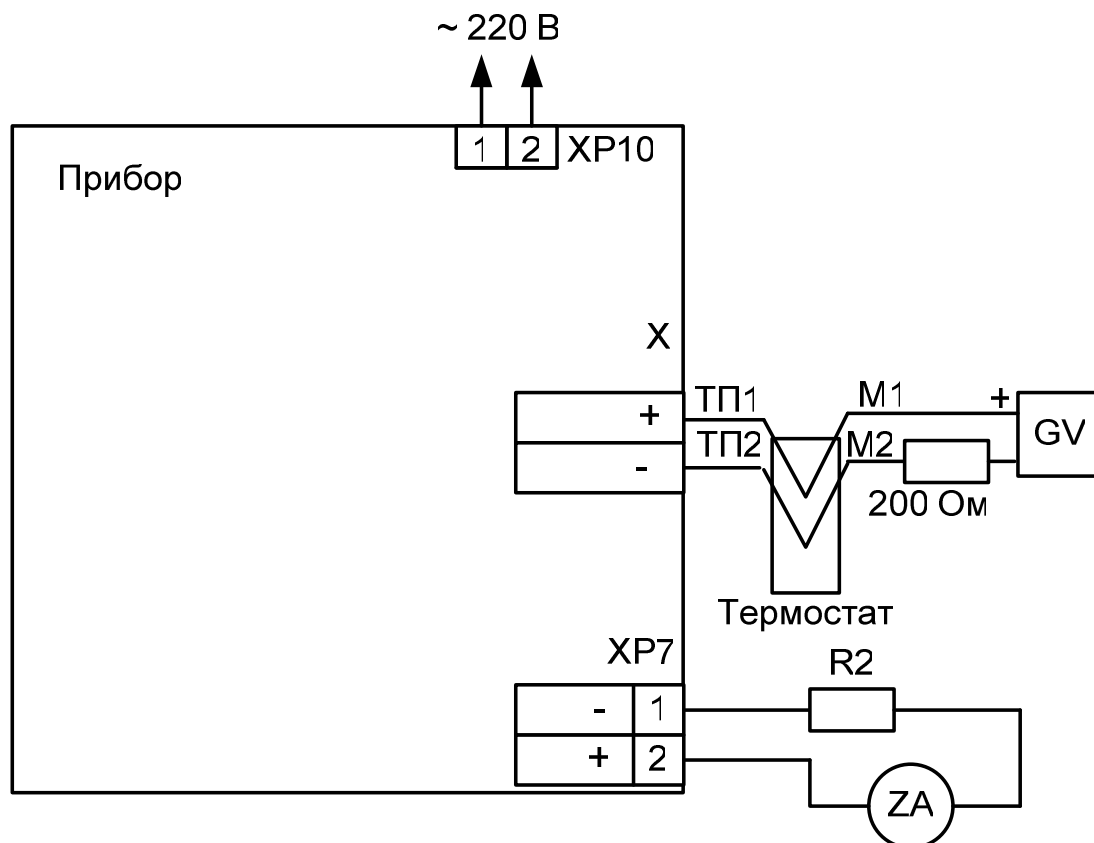 ~ 220 В
1 2 XP10
Прибор
X
+ ТП1 М1 +
GV
- ТП2 М2
200 Ом
Термостат
XP7 R2
- 1
+ 2
ZA